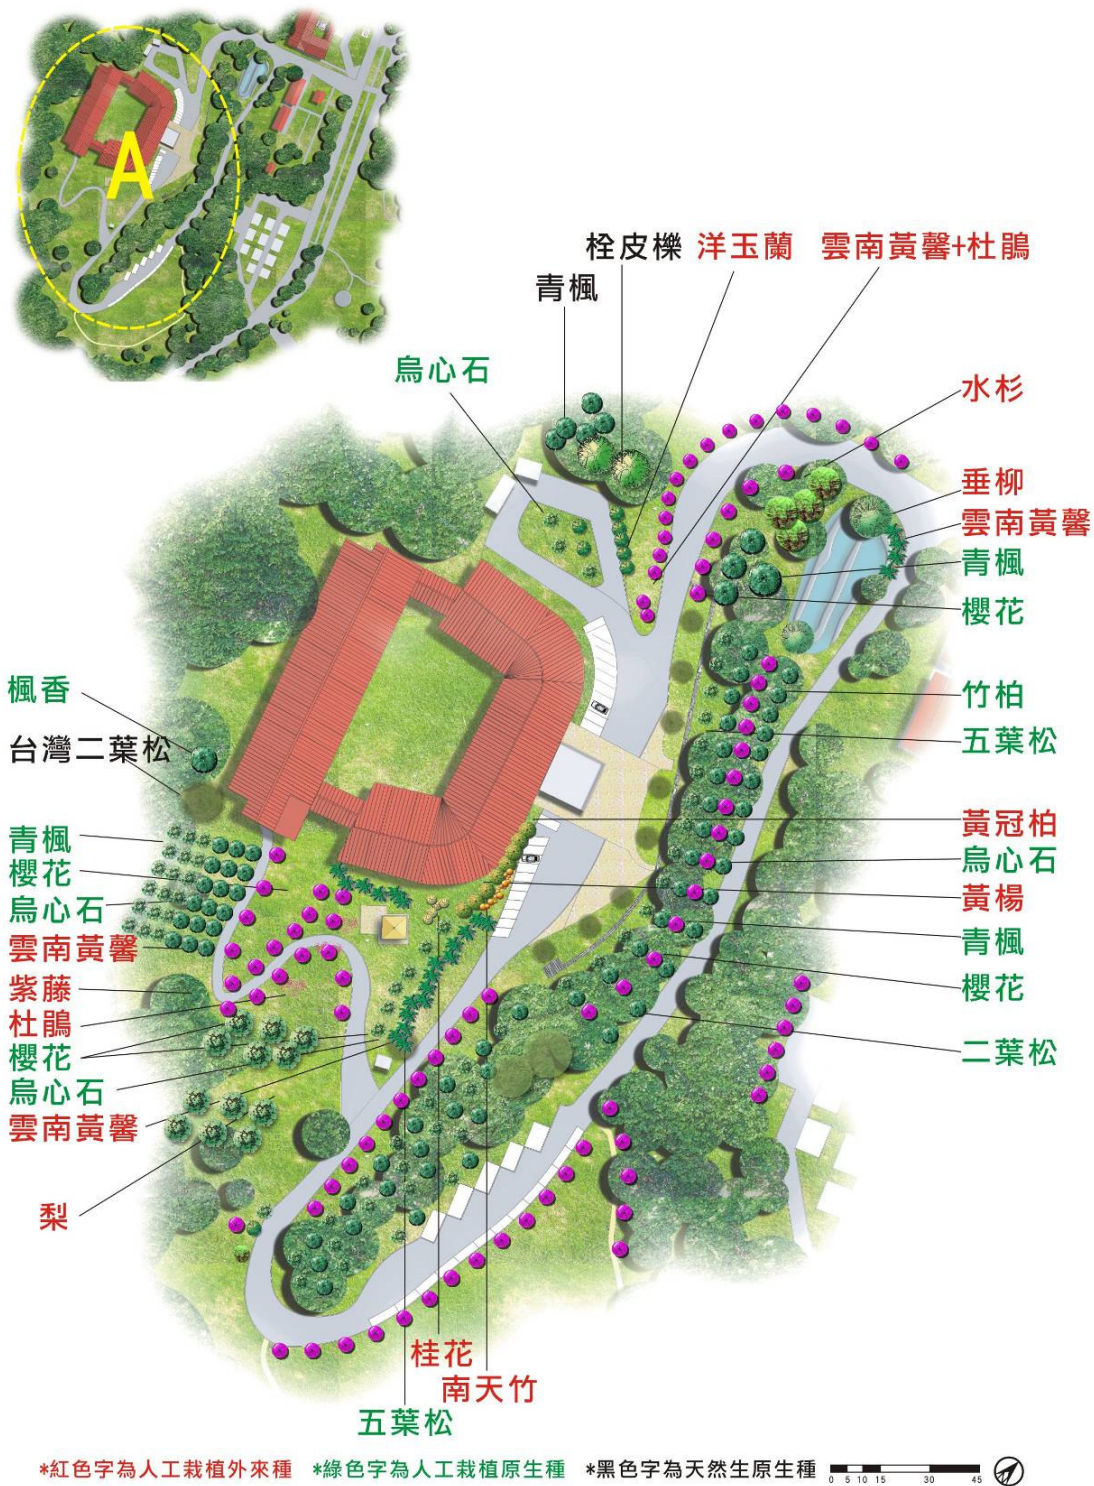 A
栓皮櫟
洋玉蘭
雲南黃馨+杜鵑
青楓
烏心石
水杉
垂柳
雲南黃馨
青楓
櫻花
竹柏
五葉松
黃冠柏
烏心石
黃楊
青楓
櫻花
二葉松
楓香
台灣二葉松
青楓
櫻花
烏心石
雲南黃馨
紫藤
杜鵑
櫻花
烏心石
雲南黃馨
梨
桂花
南天竹
五葉松
*紅色字為人工栽植外來種 *綠色字為人工栽植原生種 *黑色字為天然生原生種
0 5 10 15 30 45